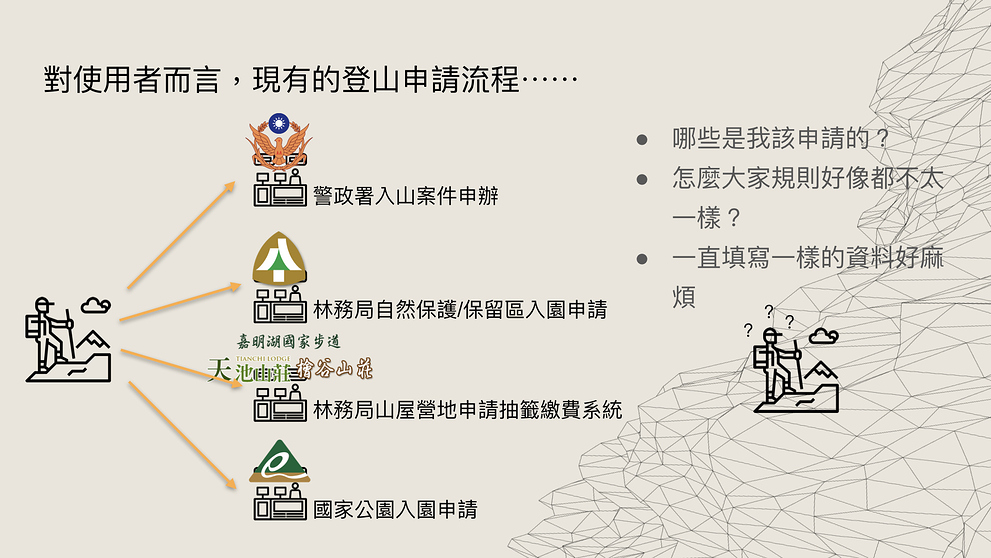 對使用者而言，現有的登山申請流程⋯⋯
警政署入山案件申辦
林務局自然保護/保留區入園申請
嘉明湖國家步道
TIANCHI LODGE
天池山莊
檜谷山莊
林務局山屋營地申請抽籤繳費系統
國家公園入園申請
● 哪些是我該申請的？
● 怎麼大家規則好像都不太
一樣？
● 一直填寫一樣的資料好麻
煩
? ? ?